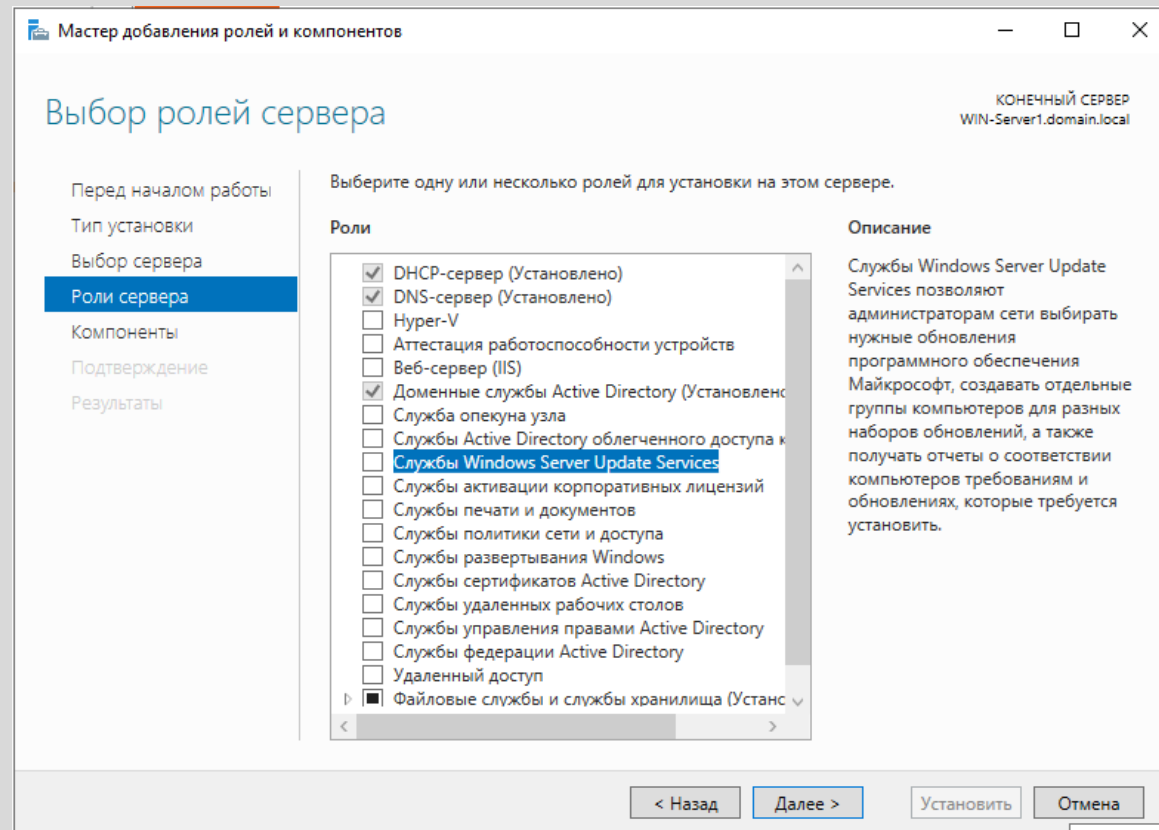 Мастер добавления ролей и компонентов
Выбор ролей сервера
КОНЕЧНЫЙ СЕРВЕР
WIN-Server1.domain.local
Перед началом работы
Тип установки
Выбор сервера
Роли сервера
Компоненты
Подтверждение
Результаты
Выберите одну или несколько ролей для установки на этом сервере.
Роли
DHCP-сервер (Установлено)
DNS-сервер (Установлено)
Hyper-V
Аттестация работоспособности устройств
Веб-сервер (IIS)
Доменные службы Active Directory (Установленс
Служба опекуна узла
Службы Active Directory облегченного доступа к
Службы Windows Server Update Services
Службы активации корпоративных лицензий
Службы печати и документов
Службы политики сети и доступа
Службы развертывания Windows
Службы сертификатов Active Directory
Службы удаленных рабочих столов
Службы управления правами Active Directory
Службы федерации Active Directory
Удаленный доступ
Файловые службы и службы хранилища (Устанс
Описание
Службы Windows Server Update
Services позволяют
администраторам сети выбирать
нужные обновления
программного обеспечения
Майкрософт, создавать отдельные
группы компьютеров для разных
наборов обновлений, а также
получать отчеты о соответствии
компьютеров требованиям и
обновлениях, которые требуется
установить.
< Назад
Далее >
Установить
Отмена